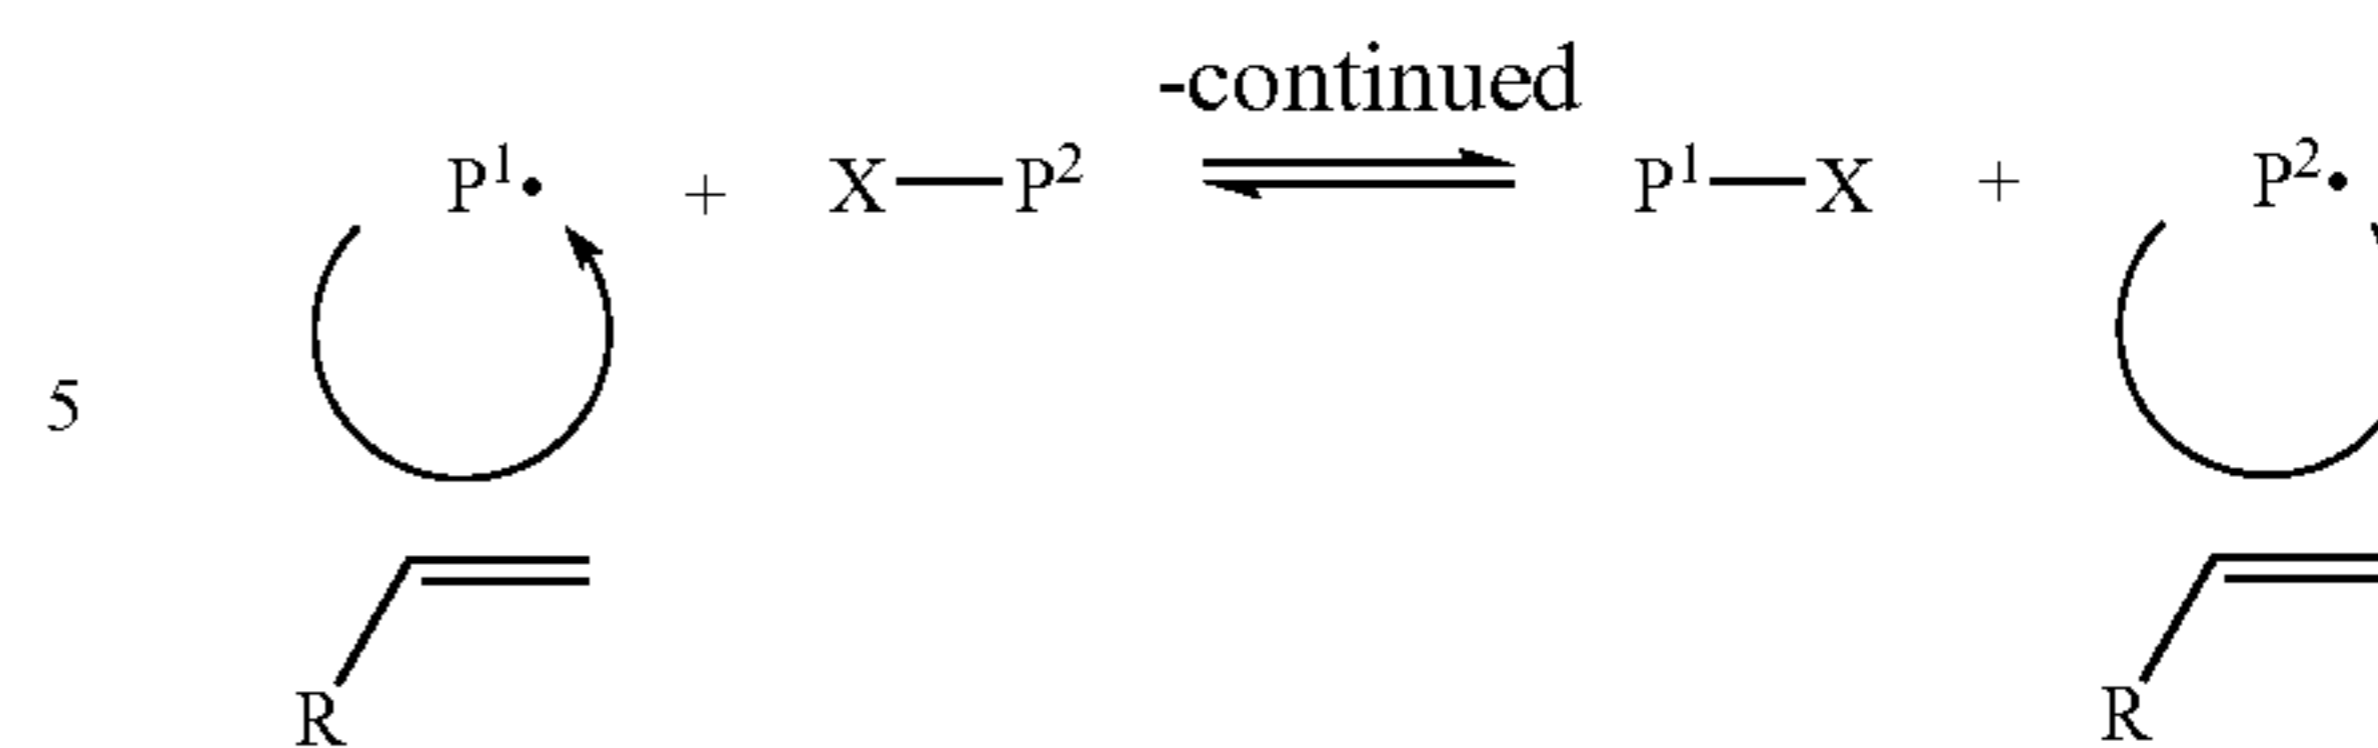 -continued
P¹• + X—P² ⇌ P¹—X + P²•
5
R R